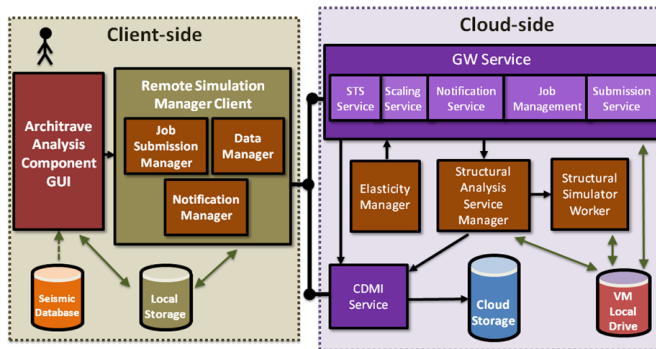 Client-side
Architrave
Analysis
Component
GUI
Remote Simulation
Manager Client
Job
Submission
Manager
Data
Manager
Notification
Manager
Seismic
Database
Local
Storage
Cloud-side
GW Service
STS
Service
Scaling
Service
Notification
Service
Job
Management
Submission
Service
Elasticity
Manager
Structural
Analysis
Service
Manager
Structural
Simulator
Worker
CDMI
Service
Cloud
Storage
VM
Local
Drive